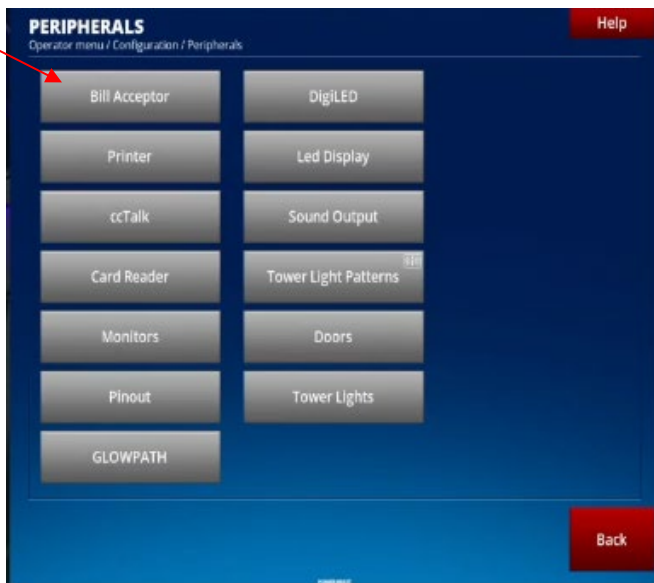 PERIPHERALS
Help
Operator menu / Configuration / Peripherals
Bill Acceptor
DigiLED
Printer
Led Display
ccTalk
Sound Output
Card Reader
Tower Light Patterns
Monitors
Doors
Pinout
Tower Lights
GLOWPATH
Back